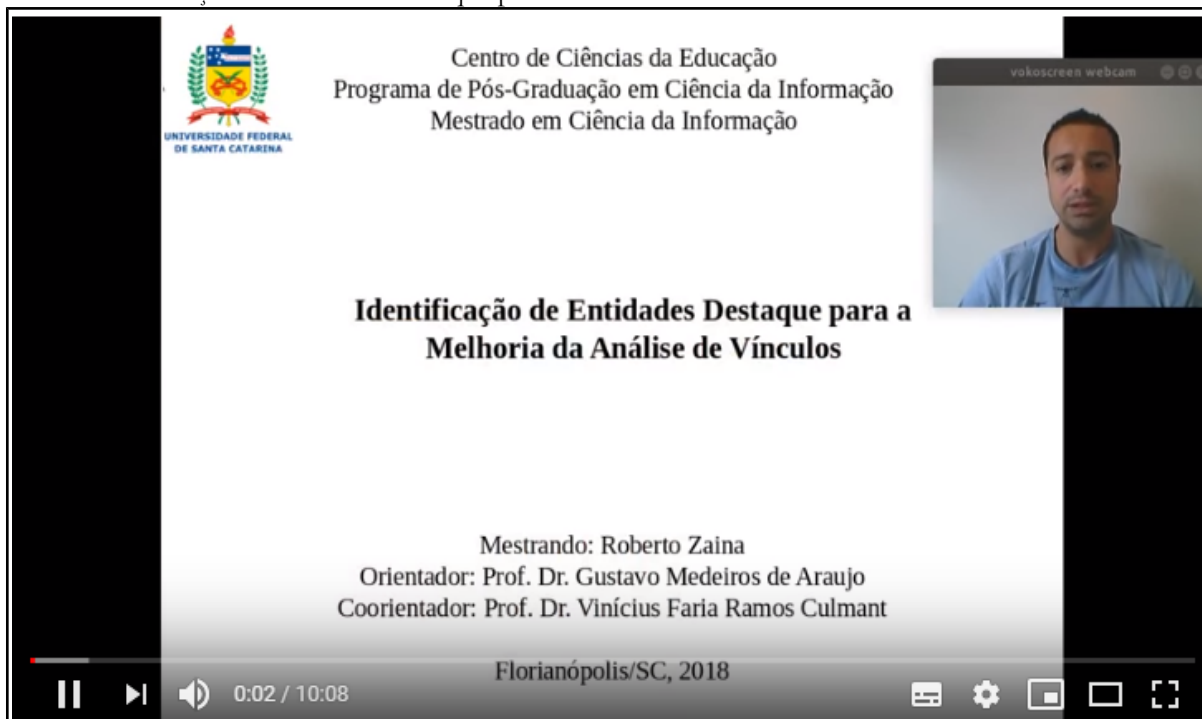 UNIVERSIDADE FEDERAL
DE SANTA CATARINA
Centro de Ciências da Educação
Programa de Pós-Graduação em Ciência da Informação
Mestrado em Ciência da Informação
vokoscreen webcam
Identificação de Entidades Destaque para a
Melhoria da Análise de Vínculos
Mestrando: Roberto Zaina
Orientador: Prof. Dr. Gustavo Medeiros de Araujo
Coorientador: Prof. Dr. Vinícius Faria Ramos Culmant
Florianópolis/SC, 2018
0:02 / 10:08